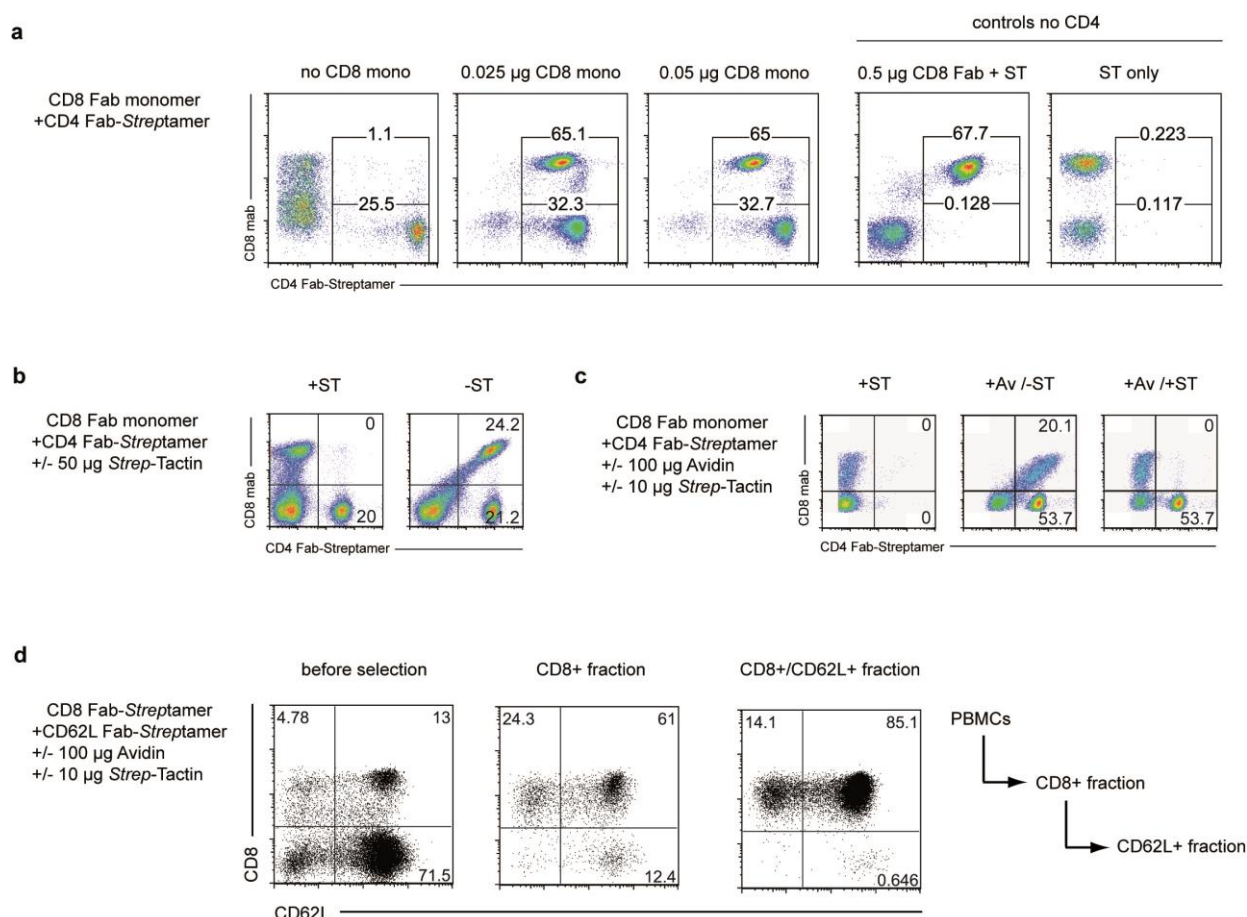 a
controls no CD4
no CD8 mono
0.025 µg CD8 mono
0.05 µg CD8 mono
0.5 µg CD8 Fab + ST
ST only
CD8 Fab monomer
+CD4 Fab-Streptamer
CD8 mab
1.1
25.5
65.1
32.3
65
32.7
67.7
0.128
0.223
0.117
CD4 Fab-Streptamer
b
+ST
-ST
CD8 Fab monomer
+CD4 Fab-Streptamer
+/- 50 µg Strep-Tactin
CD8 mab
0
20
24.2
21.2
CD4 Fab-Streptamer
c
+ST
+Av /-ST
+Av /+ST
CD8 Fab monomer
+CD4 Fab-Streptamer
+/- 100 µg Avidin
+/- 10 µg Strep-Tactin
CD8 mab
0
0
20.1
53.7
0
53.7
CD4 Fab-Streptamer
d
before selection
CD8+ fraction
CD8+/CD62L+ fraction
CD8 Fab-Streptamer
+CD62L Fab-Streptamer
+/- 100 µg Avidin
+/- 10 µg Strep-Tactin
CD8
4.78
13
71.5
24.3
61
12.4
14.1
85.1
0.646
CD62L
PBMCs
CD8+ fraction
CD62L+ fraction